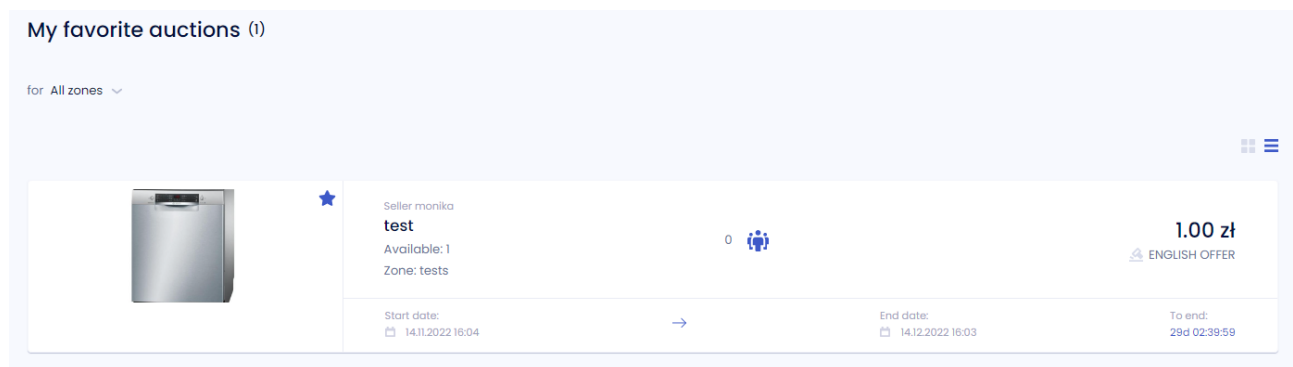 My favorite auctions (1)
for All zones
Seller monika
test
Available: 1
Zone: tests
0
1.00 zł
ENGLISH OFFER
Start date:
14.11.2022 16:04
End date:
14.12.2022 16:03
To end:
29d 02:39:59